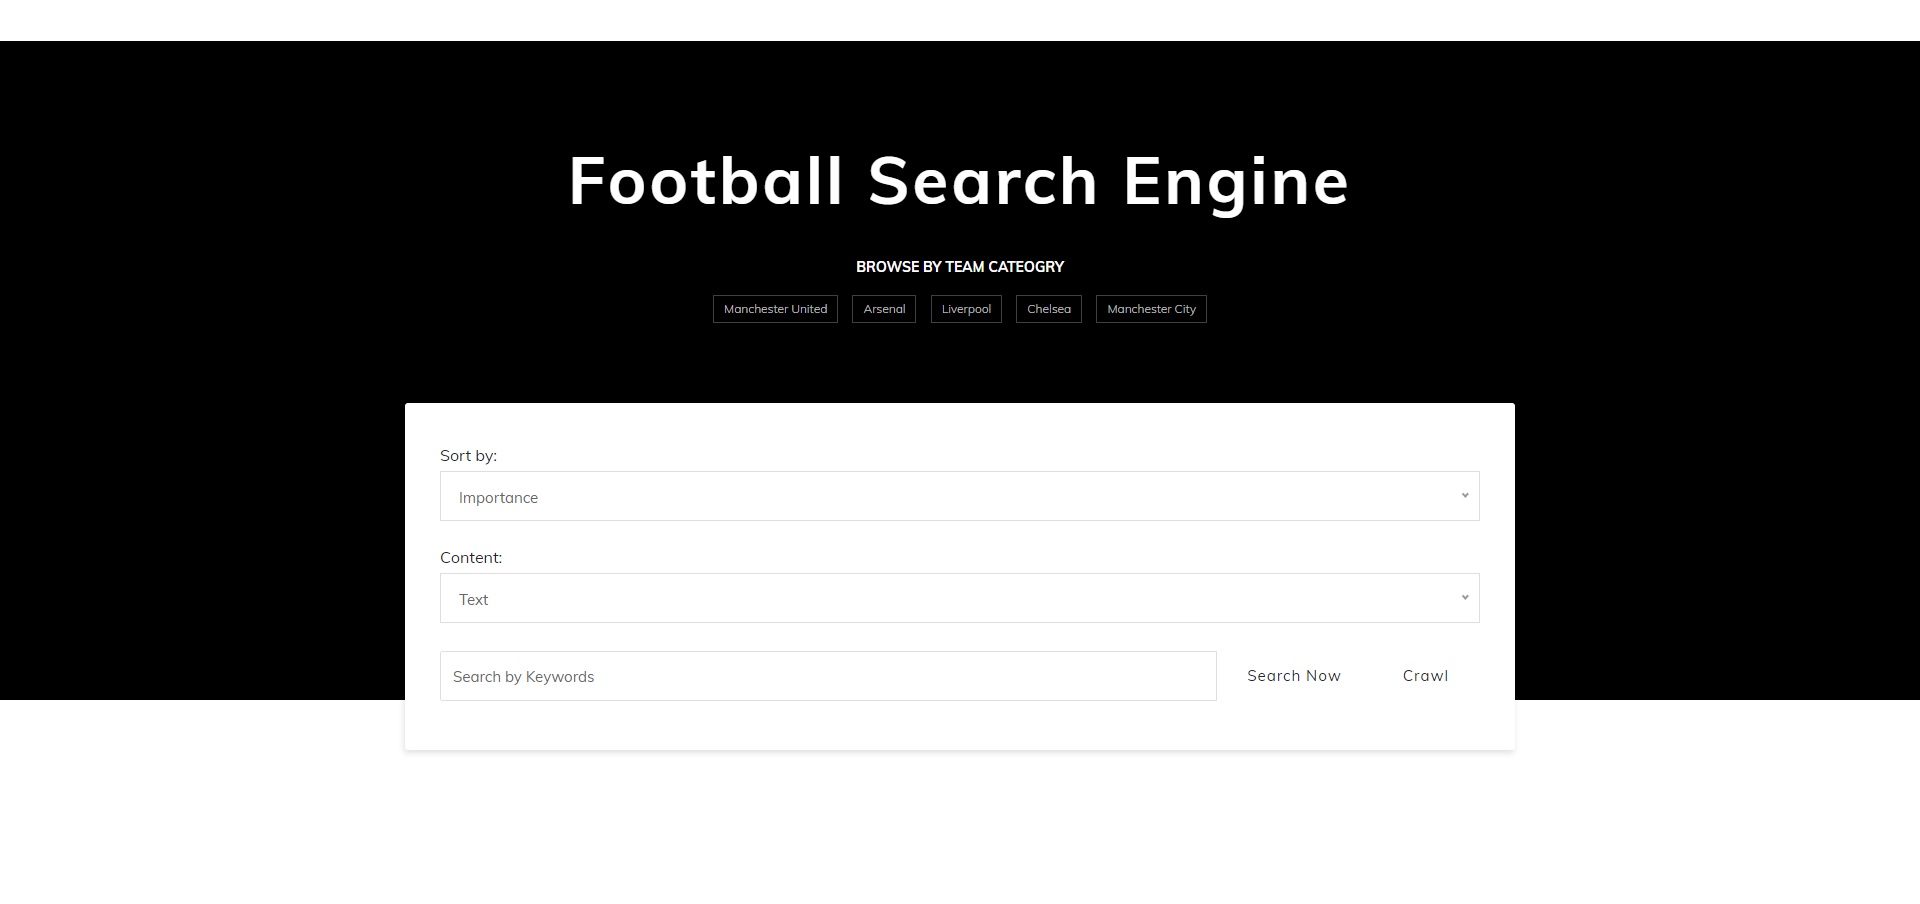 Football Search Engine
BROWSE BY TEAM CATEOGRY
Manchester United Arsenal Liverpool Chelsea Manchester City
Sort by:
Importance
Content:
Text
Search by Keywords Search Now Crawl